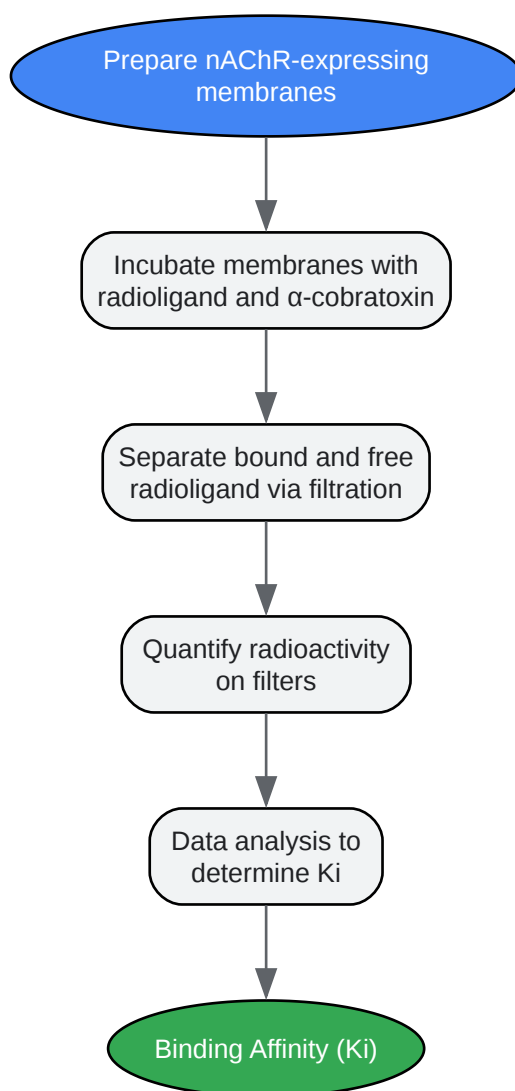 Prepare nAChR-expressing
membranes
Incubate membranes with
radioligand and α-cobratoxin
Separate bound and free
radioligand via filtration
Quantify radioactivity
on filters
Data analysis to
determine Ki
Binding Affinity (Ki)